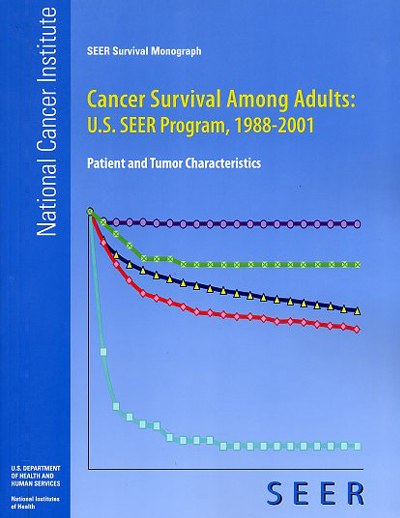 National Cancer Institute
SEER Survival Monograph
Cancer Survival Among Adults:
U.S. SEER Program, 1988-2001
Patient and Tumor Characteristics
U.S. DEPARTMENT
OF HEALTH AND
HUMAN SERVICES
National Institutes
of Health
SEER